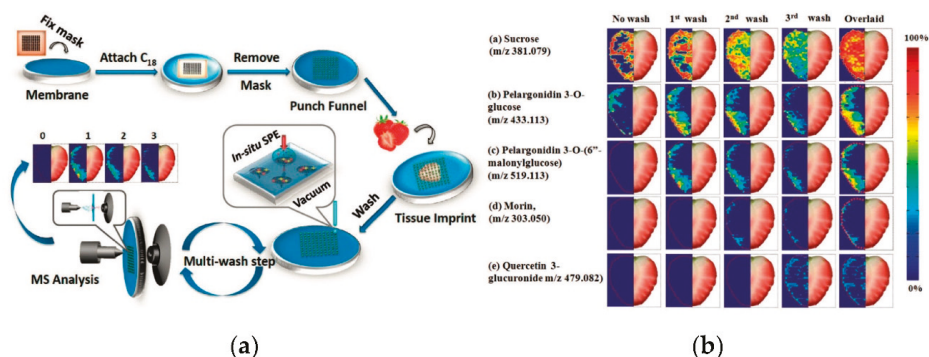 Fix mask
Attach C18
Remove
Mask
Membrane
Punch Funnel
In-situ SPE
Vacuum
Wash
Tissue Imprint
0 1 2 3
MS Analysis
Multi-wash step
(a)
No wash 1st wash 2nd wash 3rd wash Overlaid
100%
(a) Sucrose
(m/z 381.079)
(b) Pelargonidin 3-O-
glucose
(m/z 433.113)
(c) Pelargonidin 3-O-(6"-
malonylglucose)
(m/z 519.113)
(d) Morin,
(m/z 303.050)
(e) Quercetin 3-
glucuronide m/z 479.082)
0%
(b)